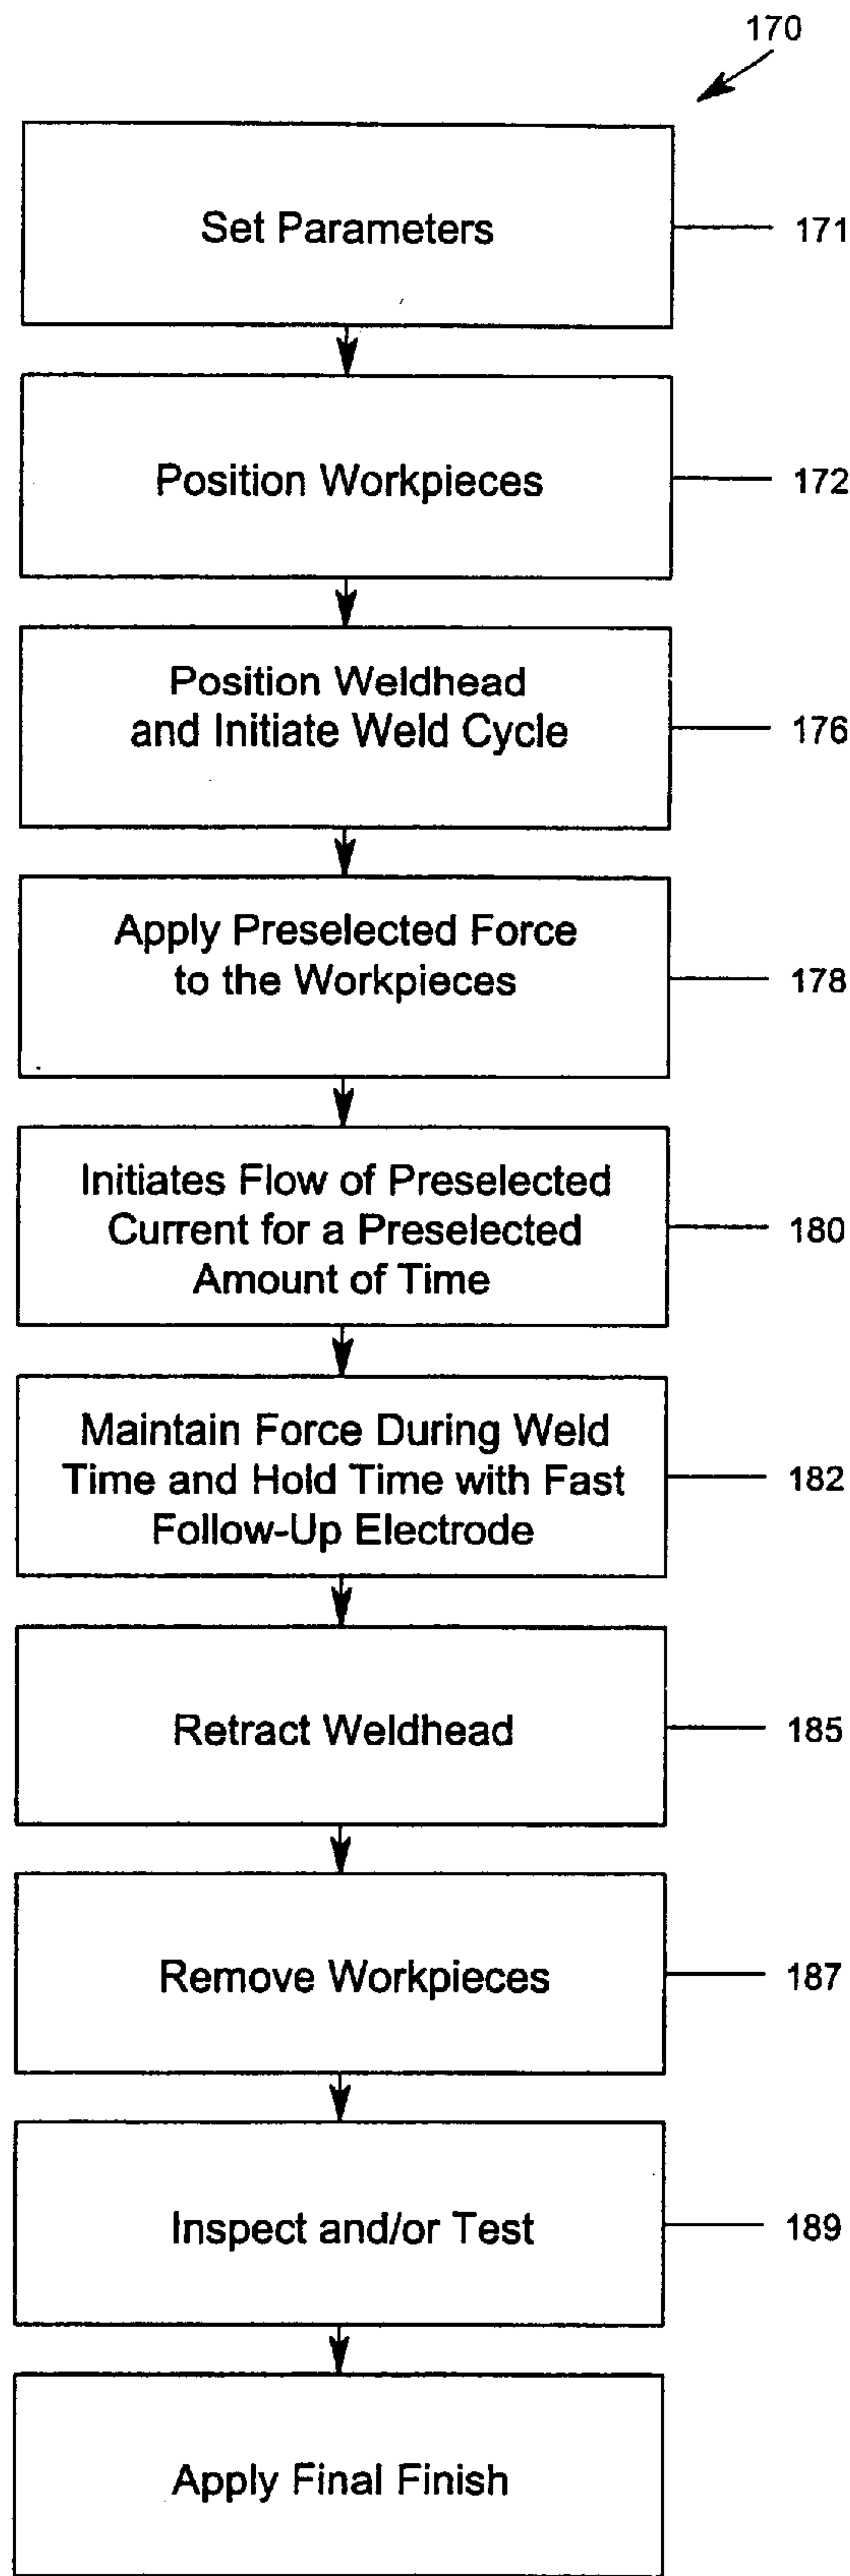 170
Set Parameters
171
Position Workpieces
172
Position Weldhead
and Initiate Weld Cycle
176
Apply Preselected Force
to the Workpieces
178
Initiates Flow of Preselected
Current for a Preselected
Amount of Time
180
Maintain Force During Weld
Time and Hold Time with Fast
Follow-Up Electrode
182
Retract Weldhead
185
Remove Workpieces
187
Inspect and/or Test
189
Apply Final Finish